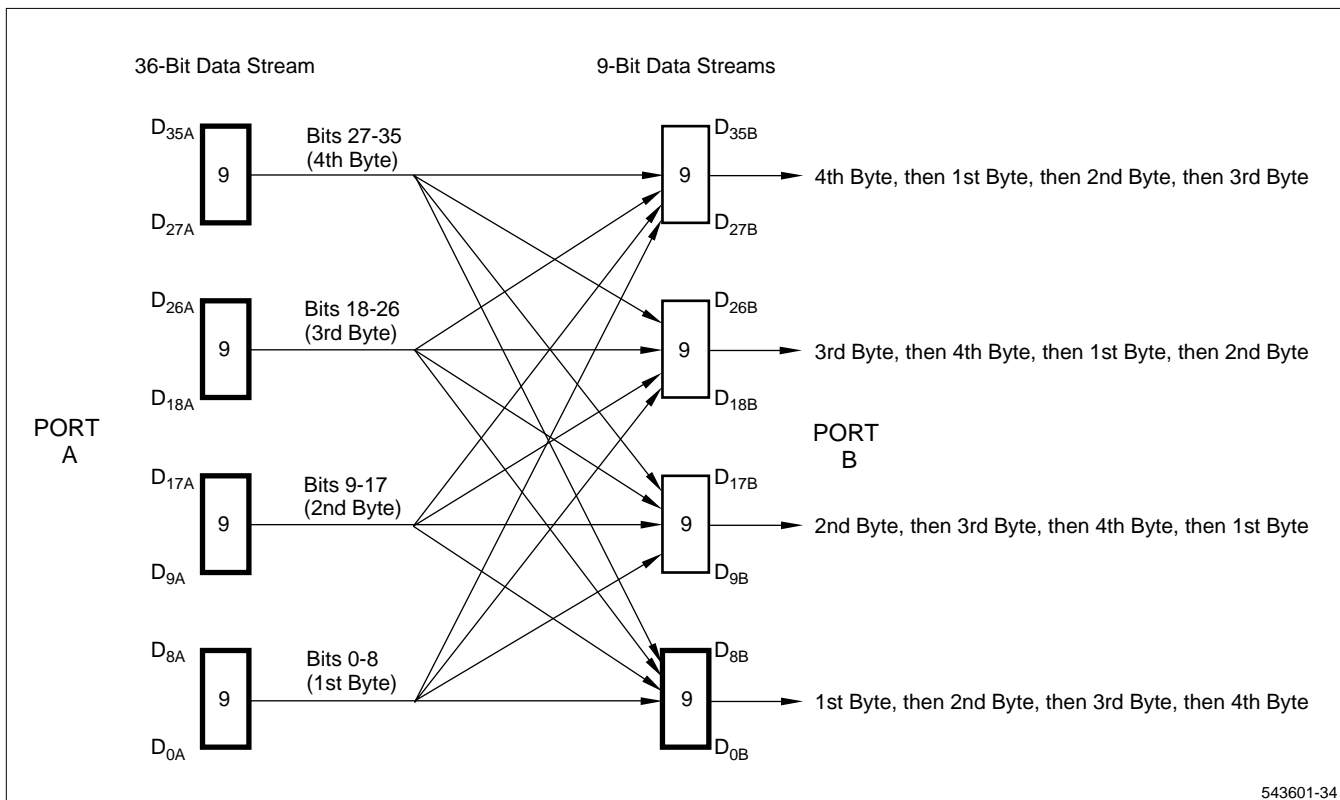 36-Bit Data Stream
9-Bit Data Streams
D35A
9
D27A
Bits 27-35
(4th Byte)
D35B
9
D27B
4th Byte, then 1st Byte, then 2nd Byte, then 3rd Byte
D26A
9
D18A
Bits 18-26
(3rd Byte)
D26B
9
D18B
3rd Byte, then 4th Byte, then 1st Byte, then 2nd Byte
PORT
A
PORT
B
D17A
9
D9A
Bits 9-17
(2nd Byte)
D17B
9
D9B
2nd Byte, then 3rd Byte, then 4th Byte, then 1st Byte
D8A
9
D0A
Bits 0-8
(1st Byte)
D8B
9
D0B
1st Byte, then 2nd Byte, then 3rd Byte, then 4th Byte
543601-34